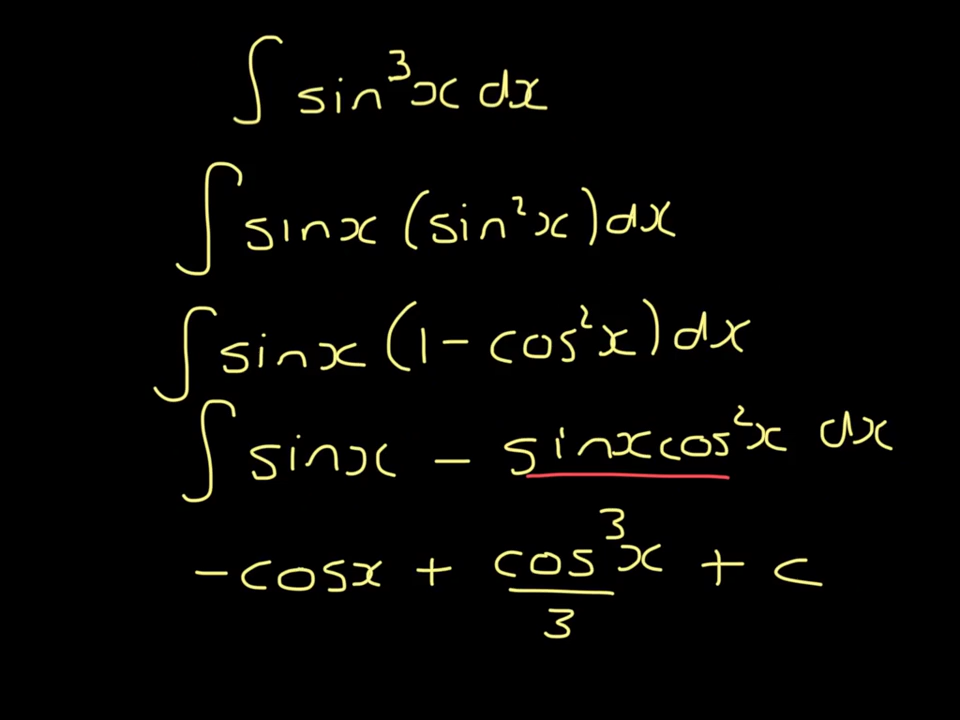 ∫ sin³x dx
∫ sinx (sin²x) dx
∫ sinx (1 - cos²x) dx
∫ sinx - sinxcos²x dx
-cosx + cos³x/3 + c